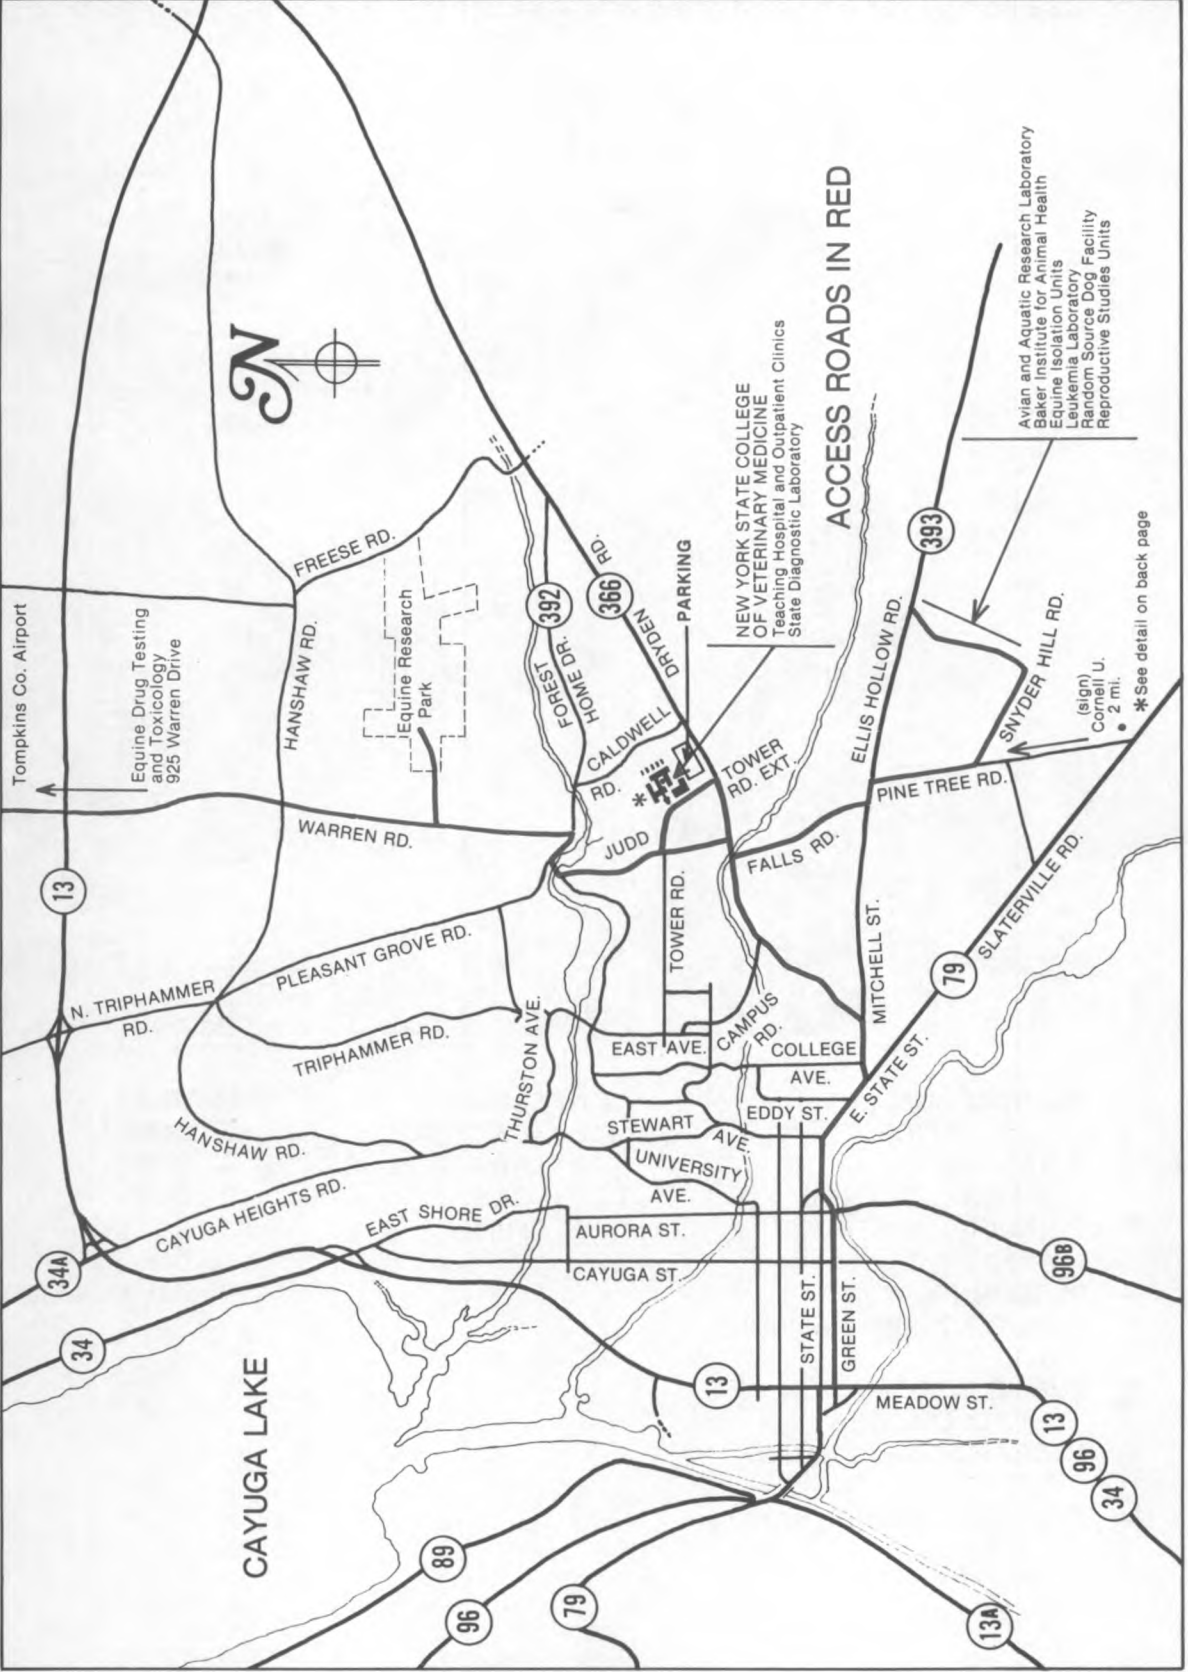 Tompkins Co. Airport
Equine Drug Testing
and Toxicology
925 Warren Drive
13
N. TRIPHAMMER
RD.
34A
34
CAYUGA LAKE
HANSHAW RD.
CAYUGA HEIGHTS RD.
EAST SHORE DR.
TRIPHAMMER RD.
PLEASANT GROVE RD.
WARREN RD.
HANSHAW RD.
FREESE RD.
Equine Research
Park
N
392
366
FOREST
HOME DR.
DRYDEN
RD.
CALDWELL
RD.
PARKING
*
JUDD
FALLS RD.
TOWER
RD. EXT.
TOWER RD.
THURSTON AVE.
EAST AVE.
CAMPUS
RD.
COLLEGE
AVE.
EDDY ST.
STEWART
AVE.
UNIVERSITY
AVE.
AURORA ST.
CAYUGA ST.
STATE ST.
GREEN ST.
13
MEADOW ST.
13
96
34
89
96
79
13A
96B
E. STATE ST.
79
SLATERVILLE RD.
MITCHELL ST.
PINE TREE RD.
ELLIS HOLLOW RD.
393
SNYDER HILL RD.
(sign)
Cornell U.
2 mi.
*See detail on back page
NEW YORK STATE COLLEGE
OF VETERINARY MEDICINE
Teaching Hospital and Outpatient Clinics
State Diagnostic Laboratory
ACCESS ROADS IN RED
Avian and Aquatic Research Laboratory
Baker Institute for Animal Health
Equine Isolation Units
Leukemia Laboratory
Random Source Dog Facility
Reproductive Studies Units